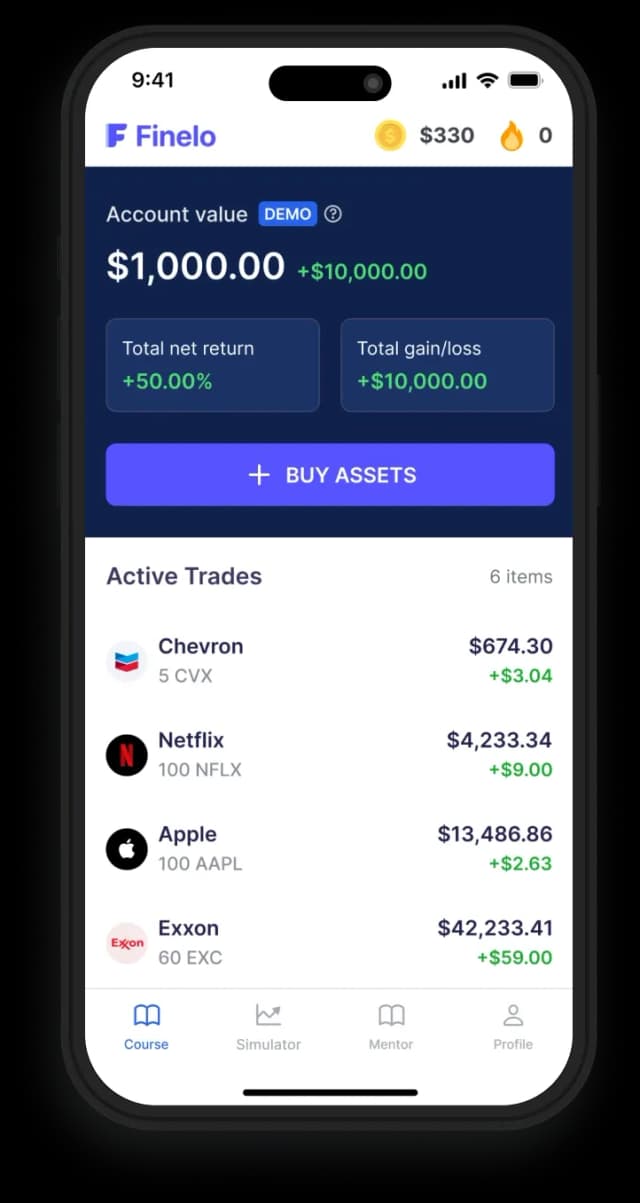 9:41
Finelo $330 0
Account value DEMO ?
$1,000.00 +$10,000.00
Total net return Total gain/loss
+50.00% +$10,000.00
+ BUY ASSETS
Active Trades 6 items
Chevron $674.30
5 CVX +$3.04
Netflix $4,233.34
100 NFLX +$9.00
Apple $13,486.86
100 AAPL +$2.63
Exxon Exxon $42,233.41
60 EXC +$59.00
Course Simulator Mentor Profile